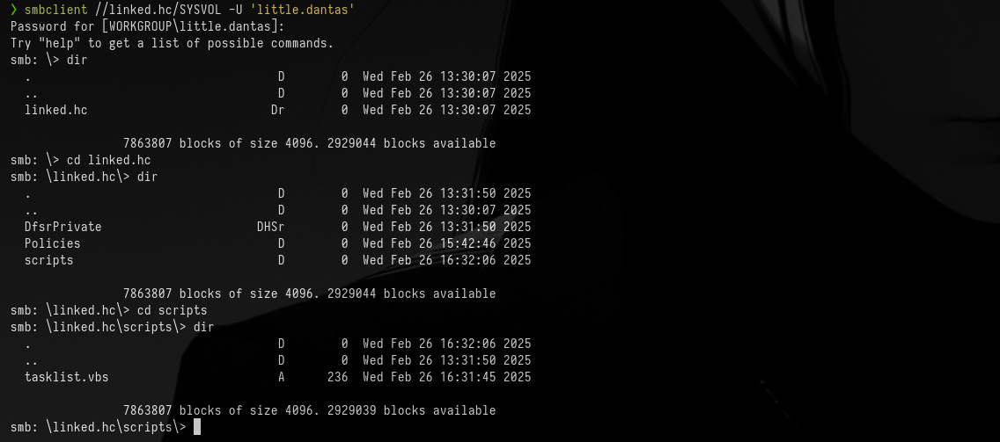 ❯ smbclient //linked.hc/SYSVOL -U 'little.dantas'
Password for [WORKGROUP\little.dantas]:
Try "help" to get a list of possible commands.
smb: \> dir
  .                                   D        0  Wed Feb 26 13:30:07 2025
  ..                                  D        0  Wed Feb 26 13:30:07 2025
  linked.hc                          Dr        0  Wed Feb 26 13:30:07 2025

                7863807 blocks of size 4096. 2929044 blocks available
smb: \> cd linked.hc
smb: \linked.hc\> dir
  .                                   D        0  Wed Feb 26 13:31:50 2025
  ..                                  D        0  Wed Feb 26 13:30:07 2025
  DfsrPrivate                      DHSr        0  Wed Feb 26 13:31:50 2025
  Policies                            D        0  Wed Feb 26 15:42:46 2025
  scripts                             D        0  Wed Feb 26 16:32:06 2025

                7863807 blocks of size 4096. 2929044 blocks available
smb: \linked.hc\> cd scripts
smb: \linked.hc\scripts\> dir
  .                                   D        0  Wed Feb 26 16:32:06 2025
  ..                                  D        0  Wed Feb 26 13:31:50 2025
  tasklist.vbs                        A      236  Wed Feb 26 16:31:45 2025

                7863807 blocks of size 4096. 2929039 blocks available
smb: \linked.hc\scripts\>